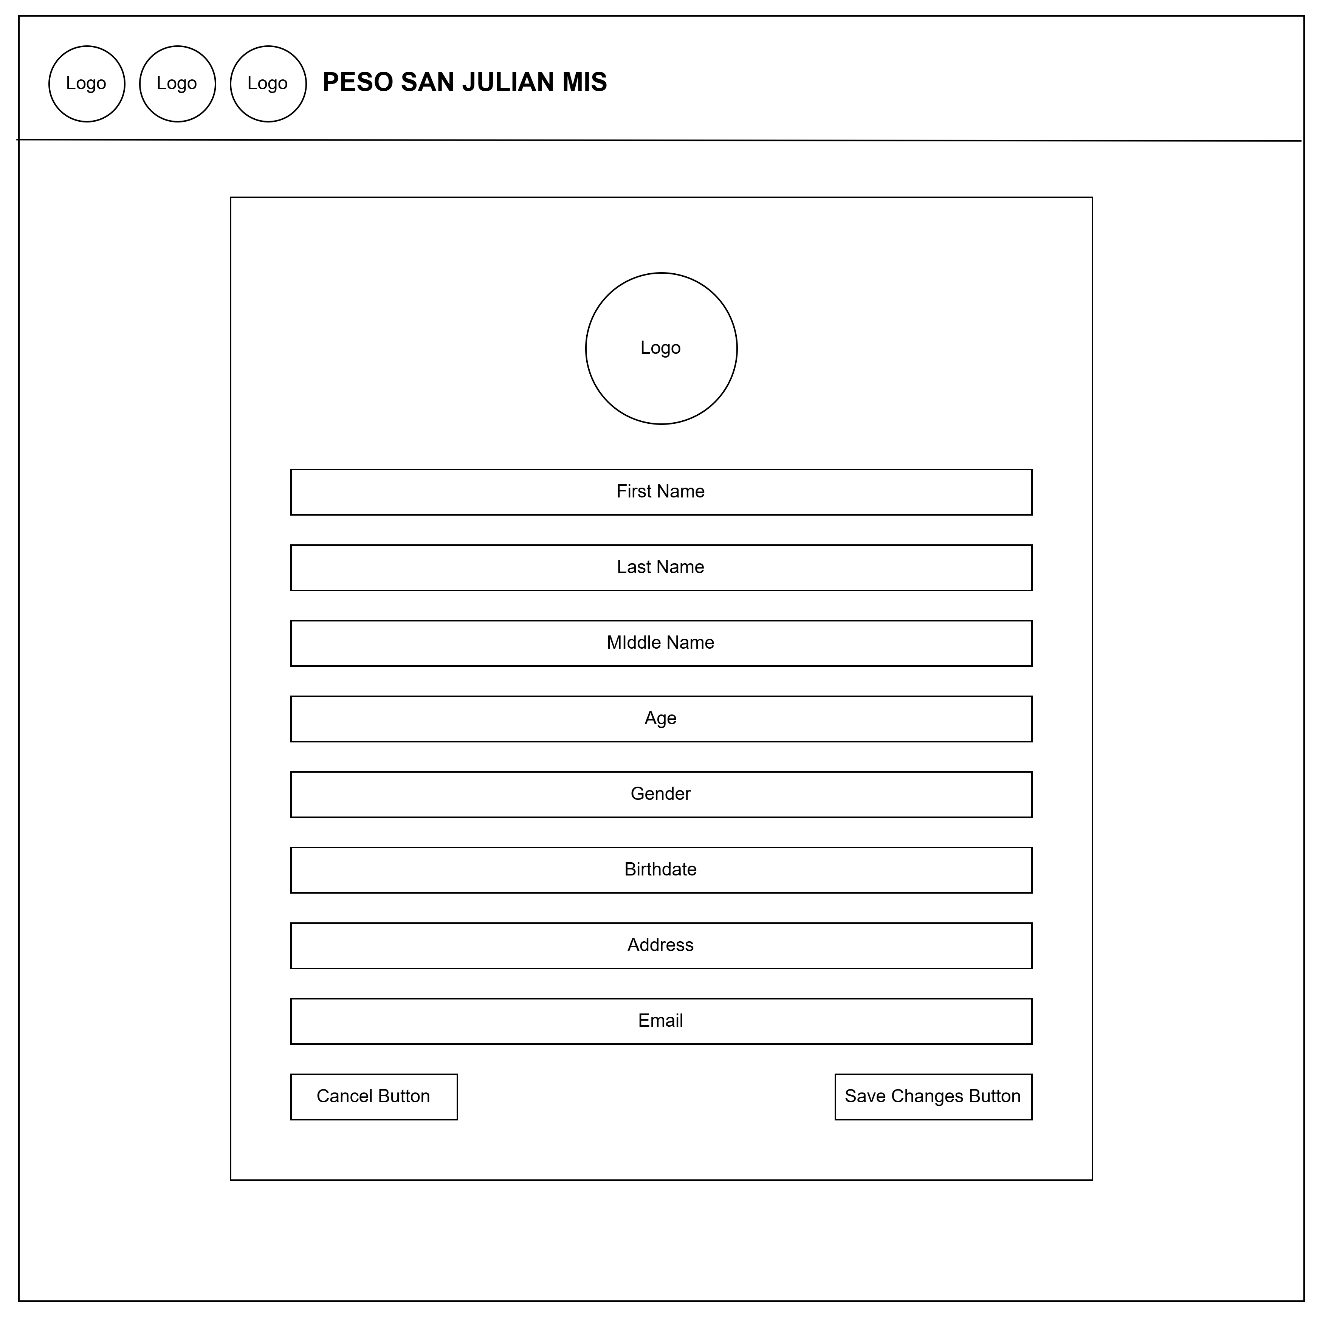 Logo Logo Logo PESO SAN JULIAN MIS
Logo
First Name
Last Name
MIddle Name
Age
Gender
Birthdate
Address
Email
Cancel Button Save Changes Button